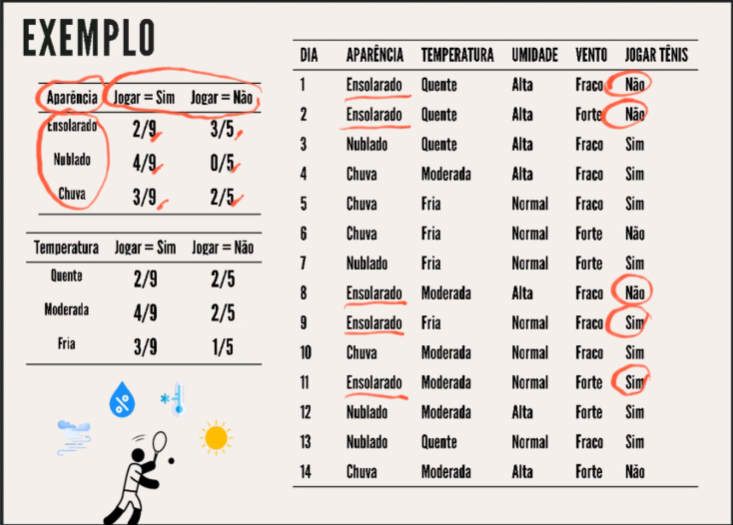 EXEMPLO
Aparência Jogar = Sim Jogar = Não
Ensolarado 2/9 3/5
Nublado 4/9 0/5
Chuva 3/9 2/5
Temperatura Jogar = Sim Jogar = Não
Quente 2/9 2/5
Moderada 4/9 2/5
Fria 3/9 1/5
%
DIA APARÊNCIA TEMPERATURA UMIDADE VENTO JOGAR TÊNIS
1 Ensolarado Quente Alta Fraco Não
2 Ensolarado Quente Alta Forte Não
3 Nublado Quente Alta Fraco Sim
4 Chuva Moderada Alta Fraco Sim
5 Chuva Fria Normal Fraco Sim
6 Chuva Fria Normal Forte Não
7 Nublado Fria Normal Forte Sim
8 Ensolarado Moderada Alta Fraco Não
9 Ensolarado Fria Normal Fraco Sim
10 Chuva Moderada Normal Fraco Sim
11 Ensolarado Moderada Normal Forte Sim
12 Nublado Moderada Alta Forte Sim
13 Nublado Quente Normal Fraco Sim
14 Chuva Moderada Alta Forte Não